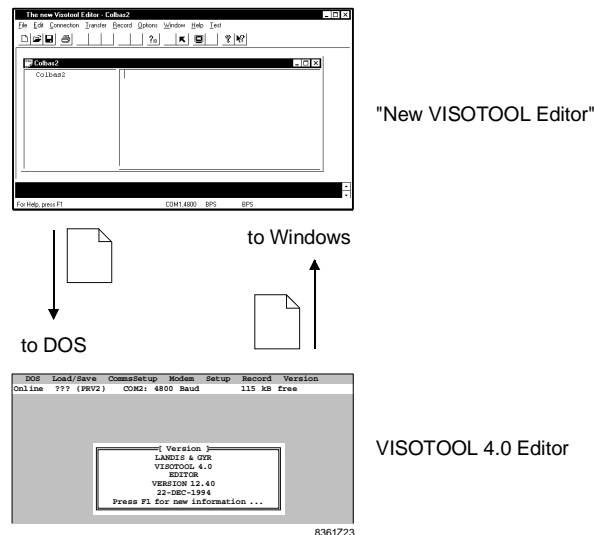 The new Visotool Editor - Colbas2
File Edit Connection Transfer Record Options Window Help Test
Colbas2
Colbas2
"New VISOTOOL Editor"
For Help, press F1 COM1,4800 BPS BPS
to Windows
to DOS
DOS Load/Save CommsSetup Modem Setup Record Version
Online ??? (PRV2) COM2: 4800 Baud 115 kB free
[ Version ]
LANDIS & GYR
VISOTOOL 4.0
EDITOR
VERSION 12.40
22-DEC-1994
Press F1 for new information ...
VISOTOOL 4.0 Editor
8361Z23